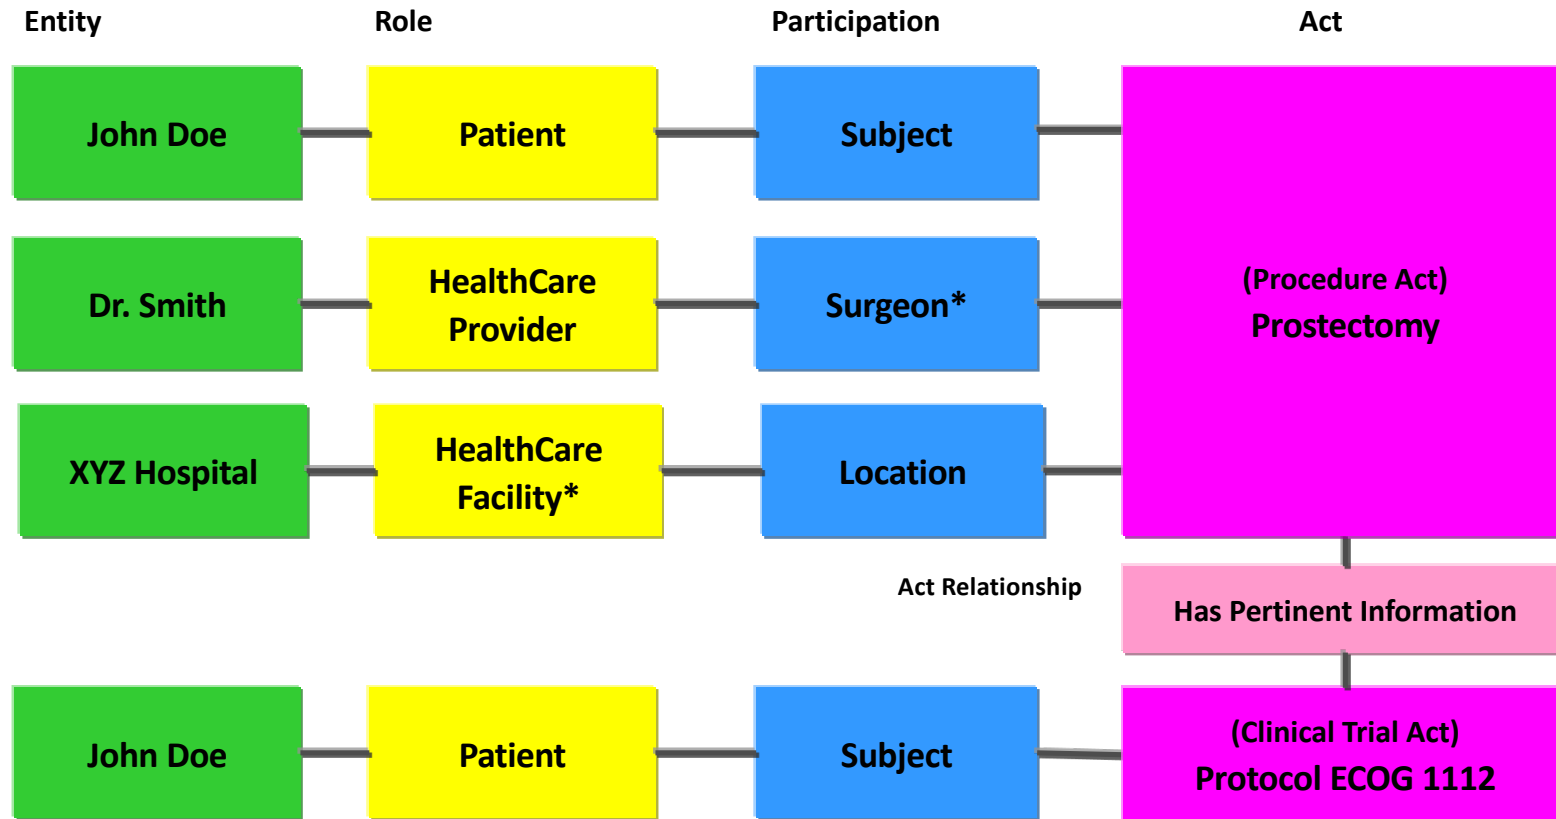 Entity
Role
Participation
Act
John Doe
Patient
Subject
Dr. Smith
HealthCare
Provider
Surgeon*
(Procedure Act)
Prostectomy
XYZ Hospital
HealthCare
Facility*
Location
Act Relationship
Has Pertinent Information
John Doe
Patient
Subject
(Clinical Trial Act)
Protocol ECOG 1112